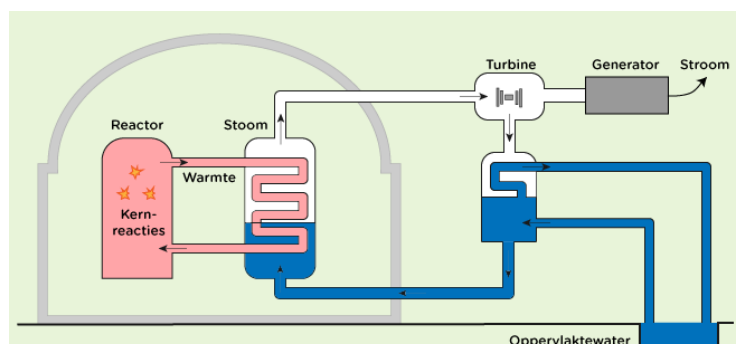 Turbine
Generator
Stroom
Reactor
Stoom
Warmte
Kern-
reacties
Oppervlaktewater